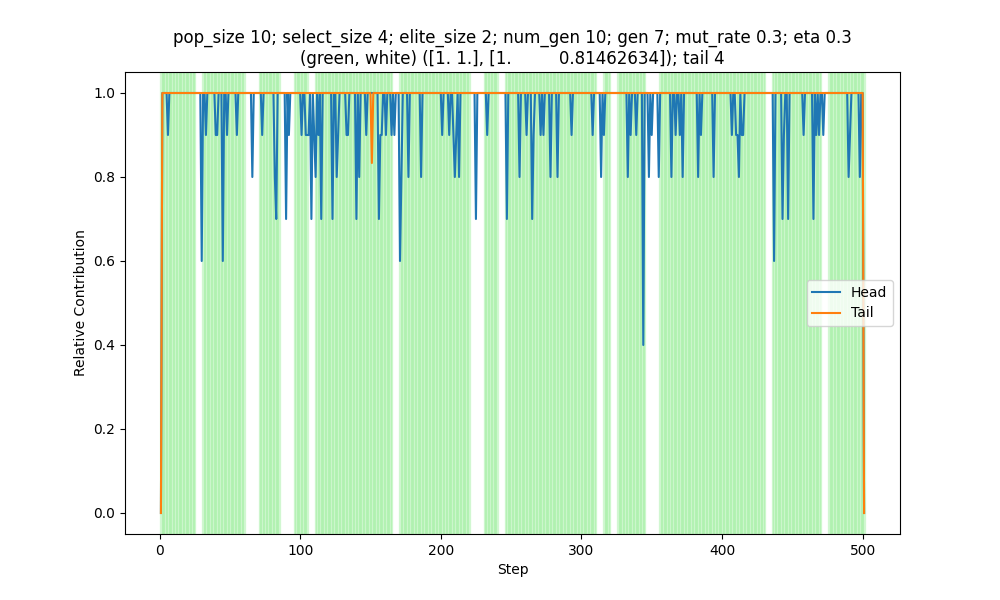 pop_size 10; select_size 4; elite_size 2; num_gen 10; gen 7; mut_rate 0.3; eta 0.3
(green, white) ([1. 1.], [1.          0.81462634]); tail 4
1.0
0.8
0.6
0.4
0.2
0.0
Relative Contribution
Head
Tail
0
100
200
300
400
500
Step